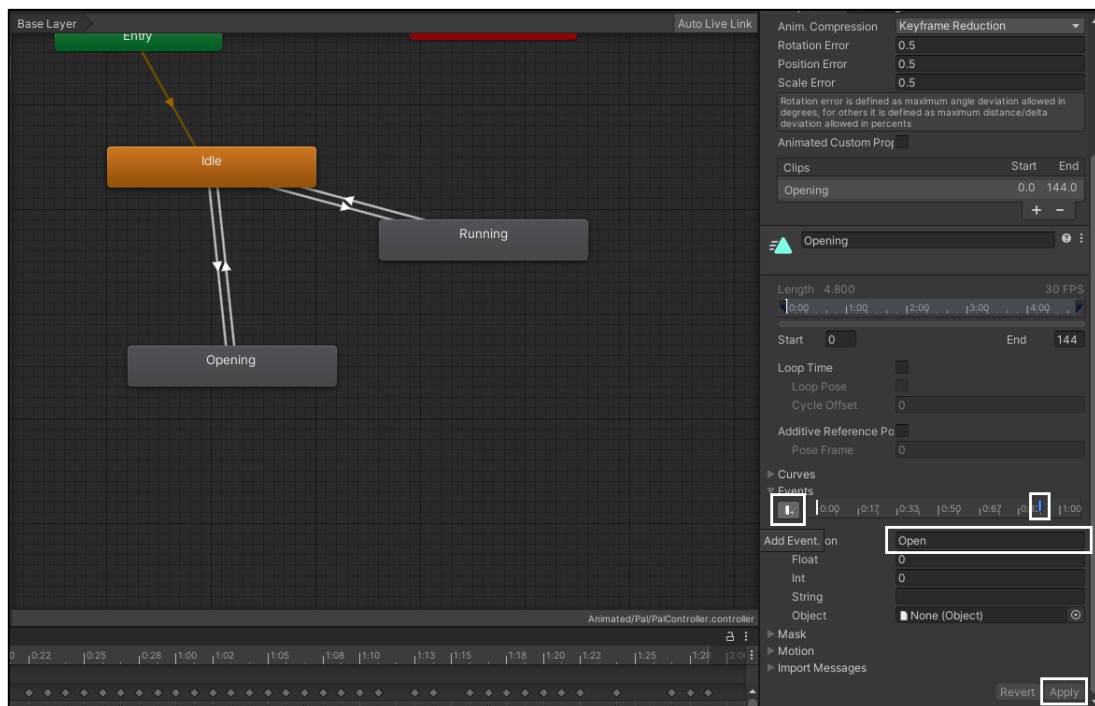 Base Layer
Auto Live Link
Entry
Idle
Running
Opening
Animated/Pal/PalController.controller
0:22 0:25 0:28 1:00 1:02 1:05 1:08 1:10 1:13 1:15 1:18 1:20 1:22 1:25 1:28 2:0
Anim. Compression Keyframe Reduction
Rotation Error 0.5
Position Error 0.5
Scale Error 0.5
Rotation error is defined as maximum angle deviation allowed in
degrees, for others it is defined as maximum distance/delta
deviation allowed in percents
Animated Custom Prop
Clips Start End
Opening 0.0 144.0
+ −
Opening
Length 4.800 30 FPS
0:00 1:00 2:00 3:00 4:00
Start 0 End 144
Loop Time
Loop Pose
Cycle Offset 0
Additive Reference Po
Pose Frame 0
Curves
Events
0:00 0:17 0:33 0:50 0:67 1:00
Add Event. on Open
Float 0
Int 0
String
Object None (Object)
Mask
Motion
Import Messages
Revert Apply